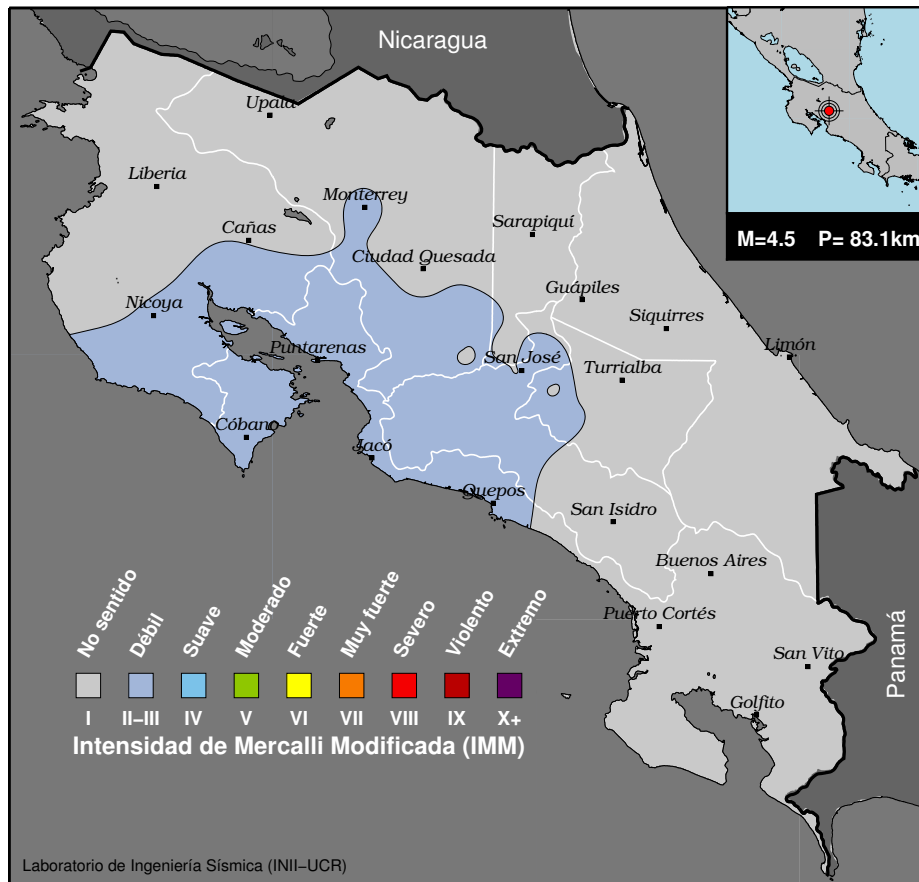 Nicaragua
Upala
Liberia
Monterrey
Cañas
Sarapiquí
M=4.5 P= 83.1km
Ciudad Quesada
Nicoya
Guápiles
Siquirres
Puntarenas
San José
Limón
Turrialba
Cóbano
Jacó
Quepos
San Isidro
Buenos Aires
Puerto Cortés
San Vito
Golfito
Panamá
No sentido
Débil
Suave
Moderado
Fuerte
Muy fuerte
Severo
Violento
Extremo
I II–III IV V VI VII VIII IX X+
Intensidad de Mercalli Modificada (IMM)
Laboratorio de Ingeniería Sísmica (INII–UCR)